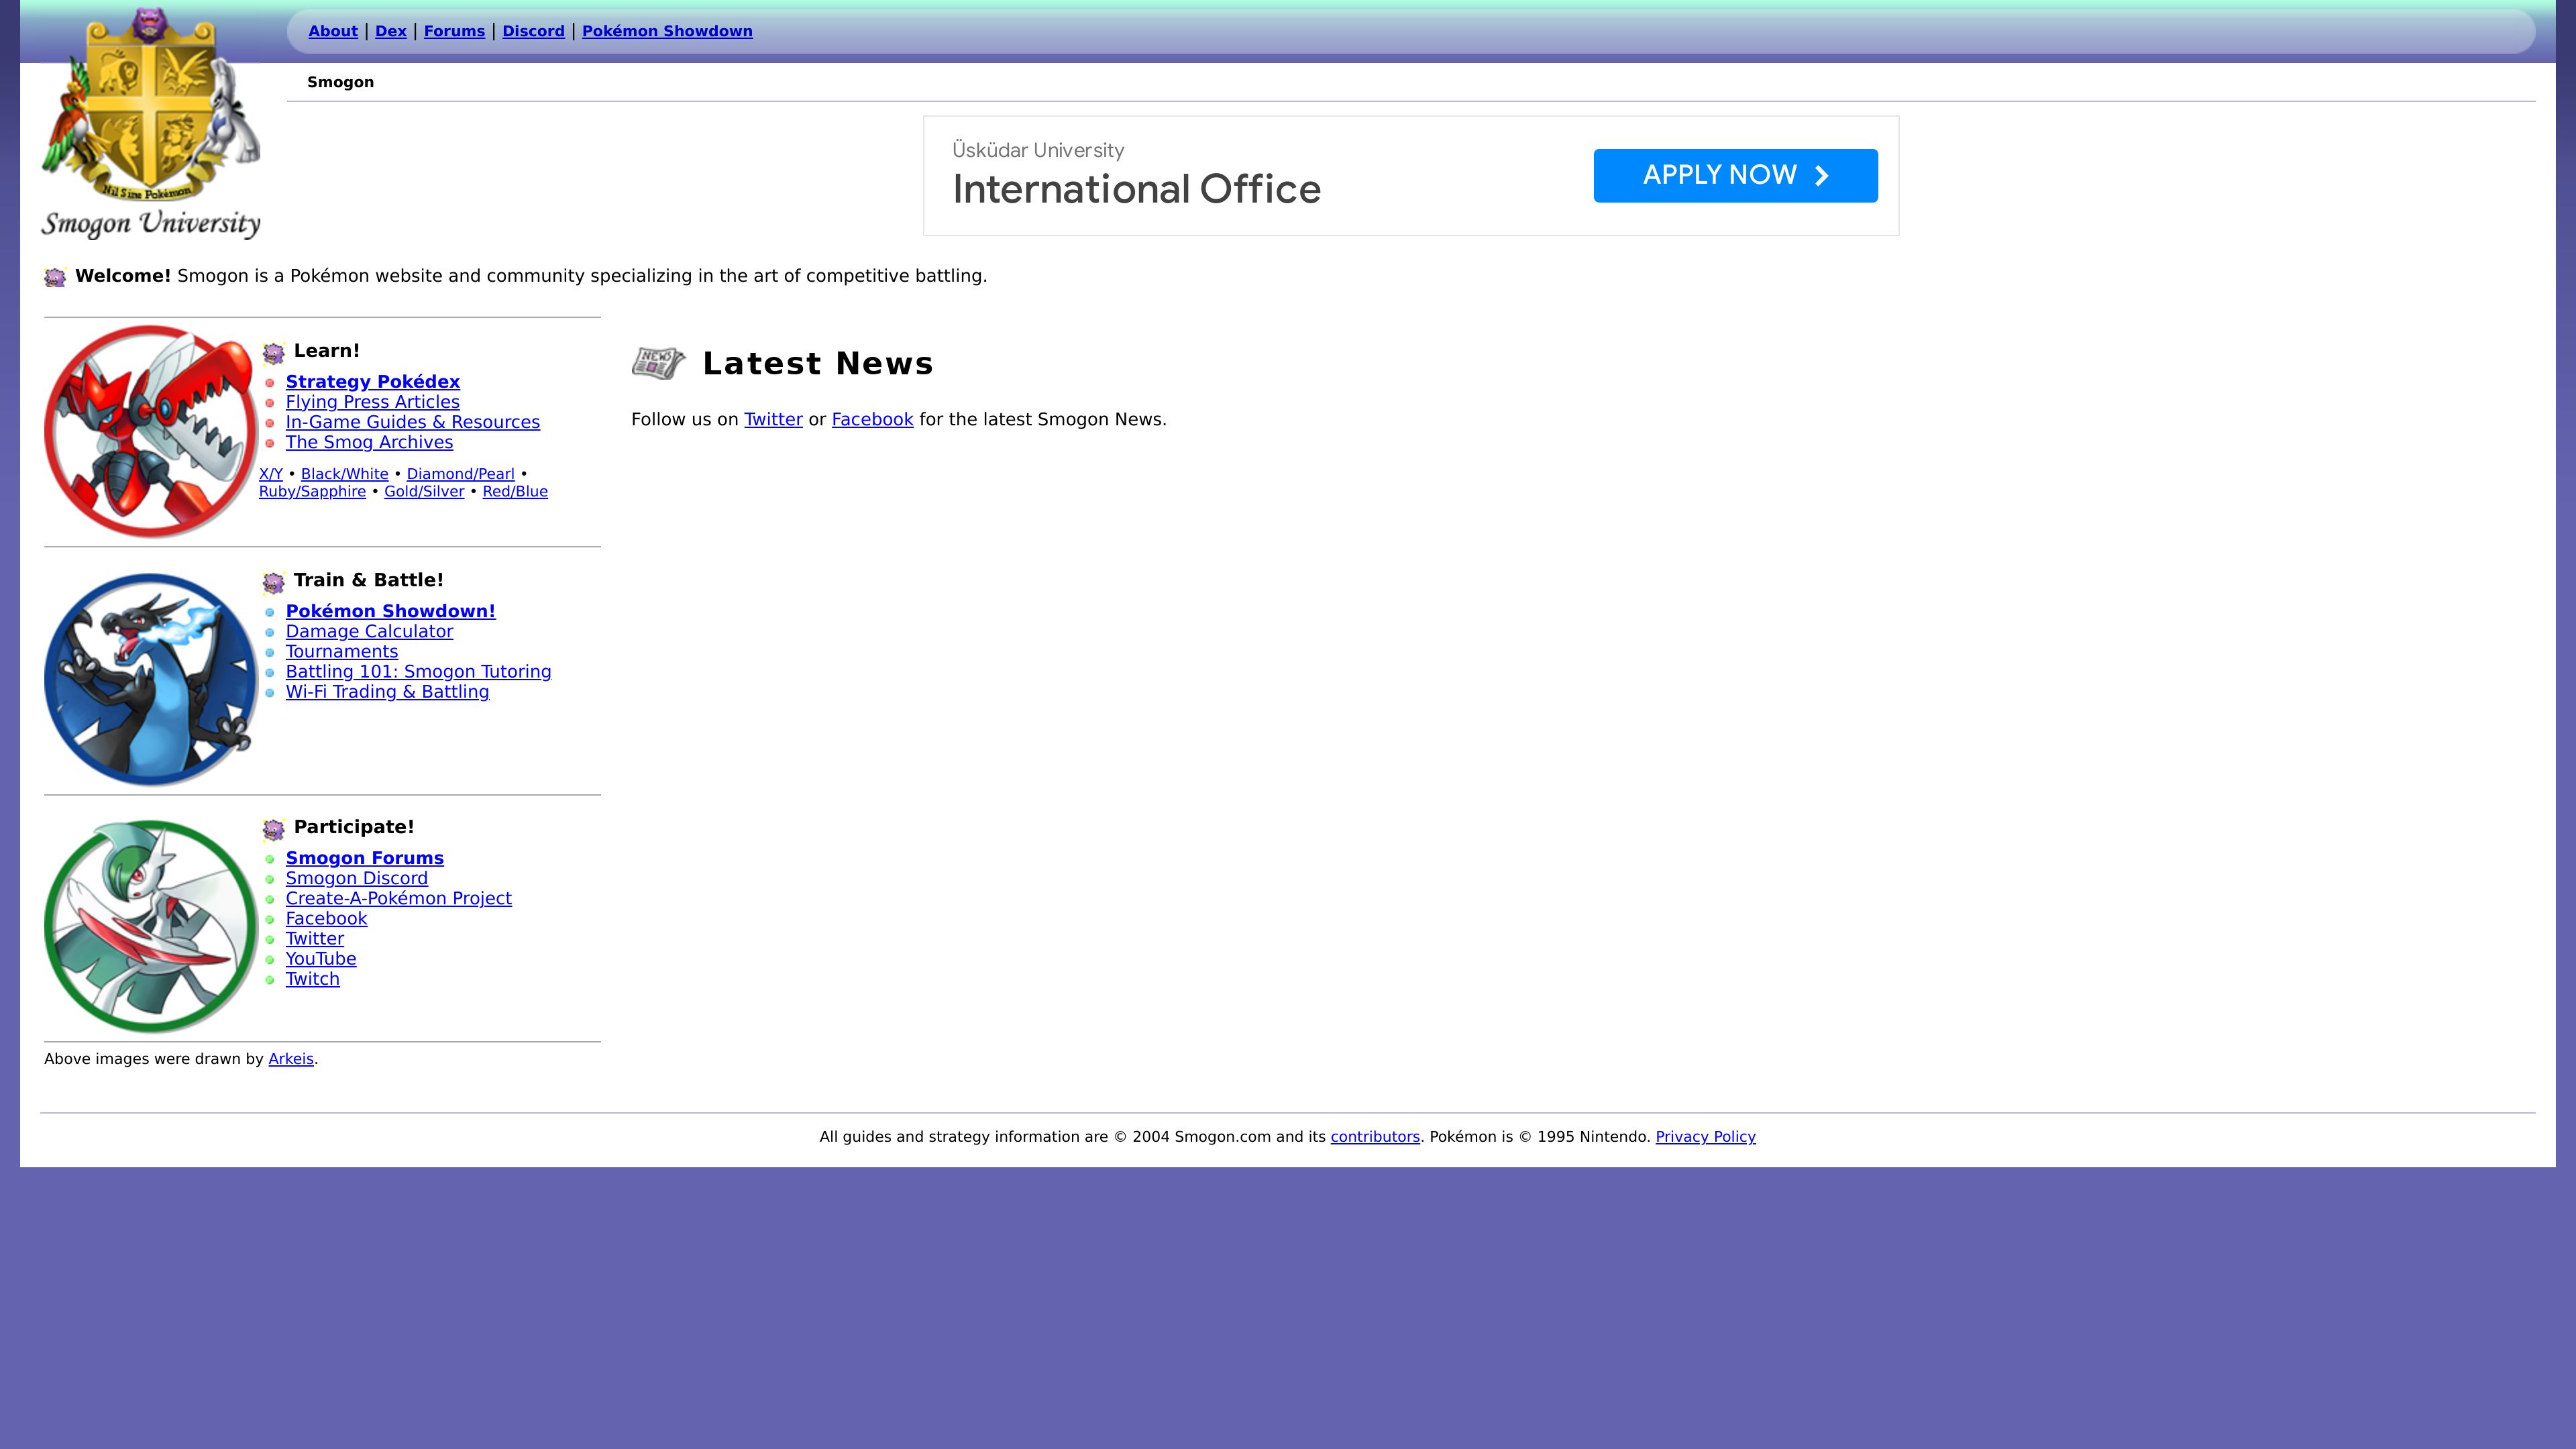 About | Dex | Forums | Discord | Pokémon Showdown
Smogon
Nil Sine Pokémon
Smogon University
Üsküdar University
International Office
APPLY NOW
Welcome! Smogon is a Pokémon website and community specializing in the art of competitive battling.
Learn!
Strategy Pokédex
Flying Press Articles
In-Game Guides & Resources
The Smog Archives
X/Y • Black/White • Diamond/Pearl •
Ruby/Sapphire • Gold/Silver • Red/Blue
Train & Battle!
Pokémon Showdown!
Damage Calculator
Tournaments
Battling 101: Smogon Tutoring
Wi-Fi Trading & Battling
Participate!
Smogon Forums
Smogon Discord
Create-A-Pokémon Project
Facebook
Twitter
YouTube
Twitch
Above images were drawn by Arkeis.
NEWS
Latest News
Follow us on Twitter or Facebook for the latest Smogon News.
All guides and strategy information are © 2004 Smogon.com and its contributors. Pokémon is © 1995 Nintendo. Privacy Policy